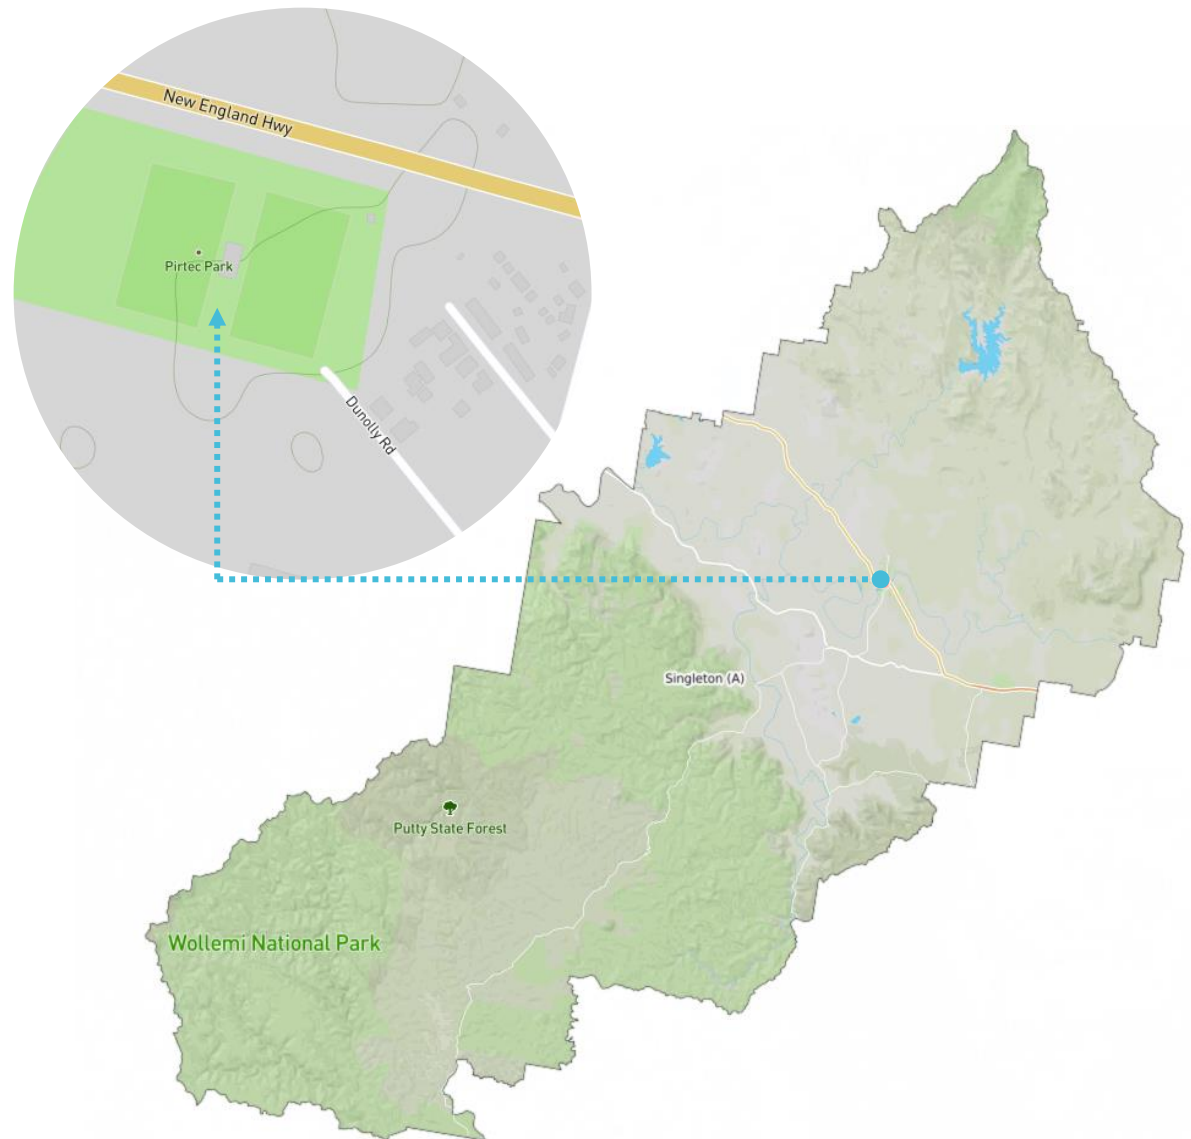 New England Hwy
Pirtec Park
Dunolly Rd
Singleton (A)
Putty State Forest
Wollemi National Park